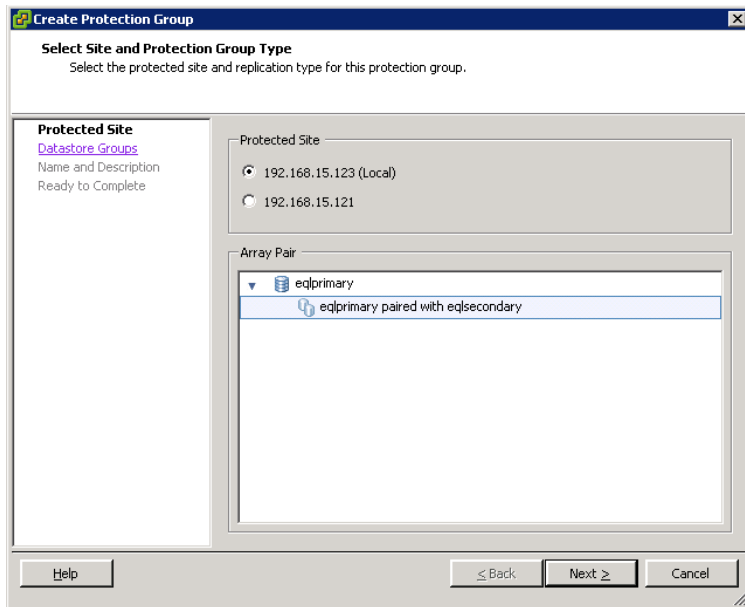 Create Protection Group
Select Site and Protection Group Type
Select the protected site and replication type for this protection group.
Protected Site
Datastore Groups
Name and Description
Ready to Complete
Protected Site
192.168.15.123 (Local)
192.168.15.121
Array Pair
eqlprimary
eqlprimary paired with eqlsecondary
Help
< Back
Next >
Cancel